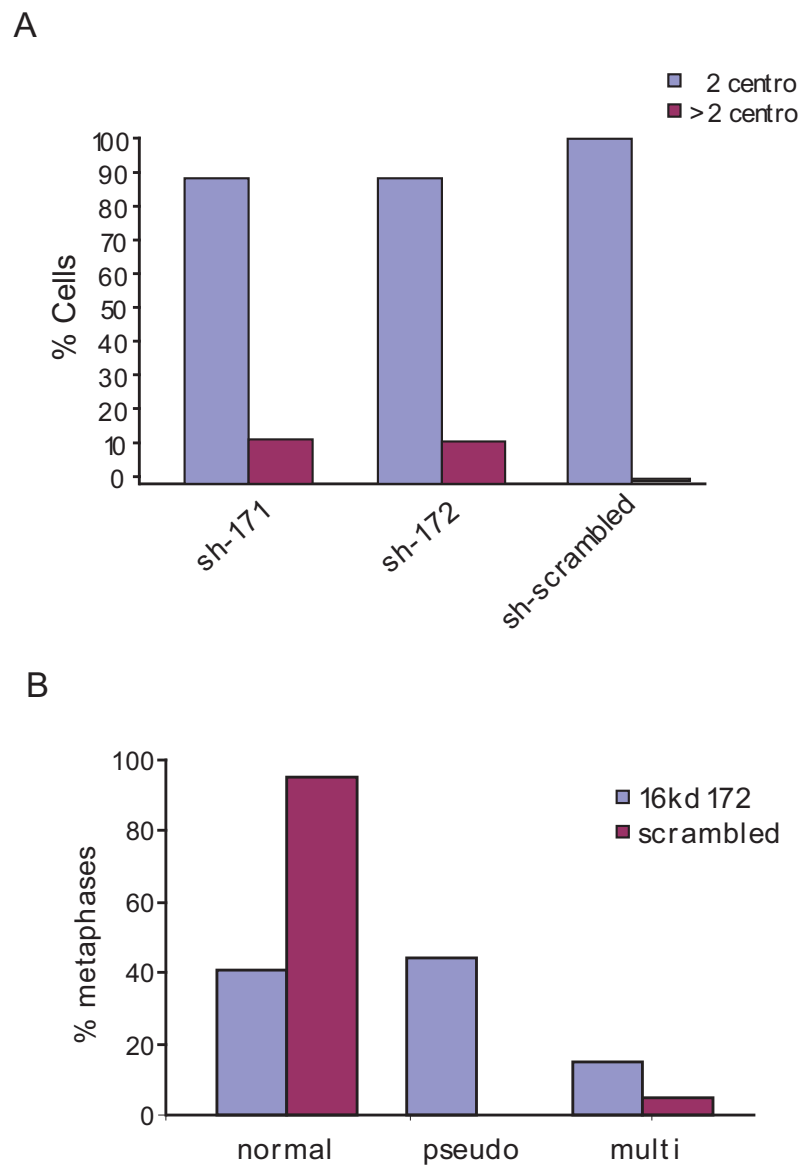 A
2 centro
>2 centro
100
90
80
70
60
50
40
30
20
10
0
% Cells
sh-171
sh-172
sh-scrambled
B
100
80
60
40
20
0
% metaphases
16kd 172
scrambled
normal
pseudo
multi